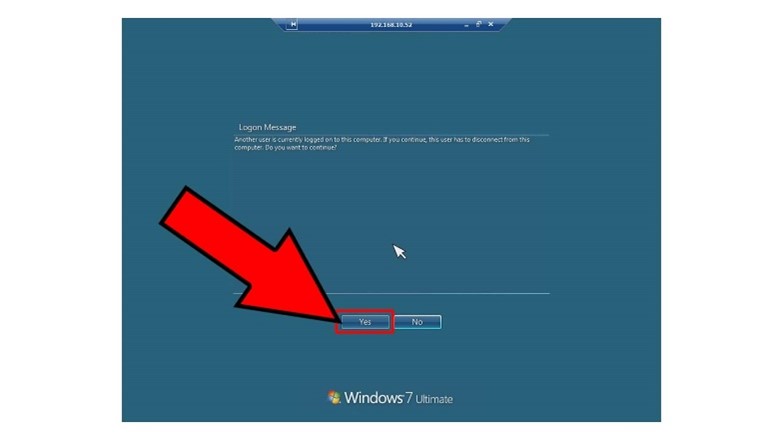 192.168.10.52
Logon Message
Another user is currently logged on to this computer. If you continue, this user has to disconnect from this
computer. Do you want to continue?
Yes No
Windows 7 Ultimate